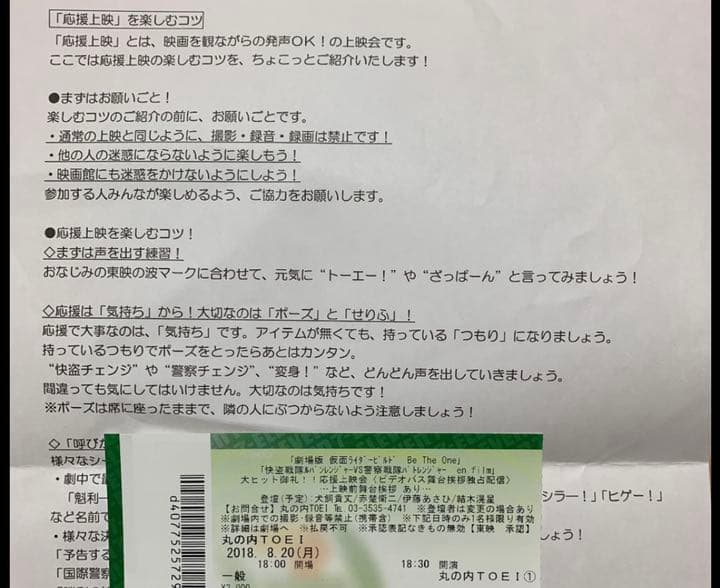 「応援上映」を楽しむコツ
「応援上映」とは、映画を観ながらの発声OK!の上映会です。
ここでは応援上映の楽しむコツを、ちょこっとご紹介いたします!
●まずはお願いごと!
楽しむコツのご紹介の前に、お願いごとです。
・通常の上映と同じように、撮影・録音・録画は禁止です!
・他の人の迷惑にならないように楽しもう!
・映画館にも迷惑をかけないようにしよう!
参加する人みんなが楽しめるよう、ご協力をお願いします。
●応援上映を楽しむコツ!
◇まずは声を出す練習!
おなじみの東映の波マークに合わせて、元気に“トーエー!”や“ざっぱーん”と言ってみましょう!
◇応援は「気持ち」から!大切なのは「ポーズ」と「せりふ」!
応援で大事なのは、「気持ち」です。アイテムが無くても、持っている「つもり」になりましょう。
持っているつもりでポーズをとったらあとはカンタン。
“快盗チェンジ”や“警察チェンジ”、“変身!”など、どんどん声を出していきましょう。
間違っても気にしてはいけません。大切なのは気持ちです!
※ポーズは席に座ったままで、隣の人にぶつからないよう注意しましょう!
◇「呼びか
様々なシー
・劇中で最
「魁利一
シラー!」「ヒゲー!」
など名前で
・様々な決
しょう!
「予告する
「国際警察
「劇場版 仮面ライダービルド Be The One」
「快盗戦隊ルパンレンジャーVS警察戦隊パトレンジャー en film」
大ヒット御礼!!応援上映会<ビデオパス舞台挨拶独占配信>
…上映前舞台挨拶 あり…
登壇(予定):犬飼貴丈/赤楚衛二/伊藤あさひ/結木滉星
【お問合せ】丸の内TOEI ℡ 03-3535-4741 ※登壇者は変更の場合あり
※劇場内での撮影・録音等禁止(携帯含) ※下記日時のみ1名様限り有効
※詳細は劇場へ ※払戻不可 ※承認表記なきもの無効【東映 承認】
丸の内TOEI
2018. 8.20(月)
18:00 開場 18:30 開演
一般 丸の内TOEI①
¥2,000
d4077525729